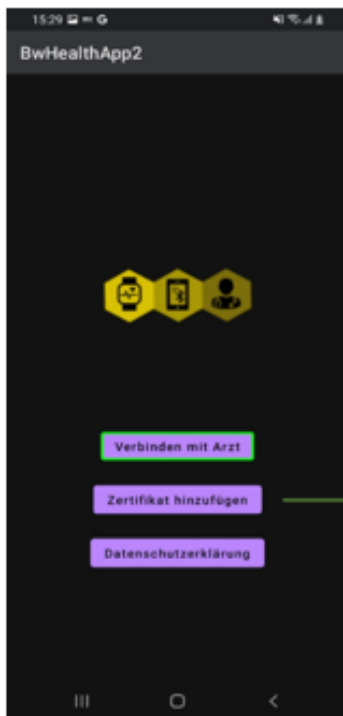 15:29 G
BwHealthApp2
Verbinden mit Arzt
Zertifikat hinzufügen
Datenschutzerklärung